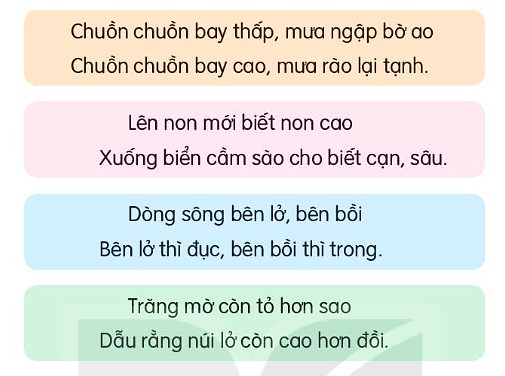 Chuồn chuồn bay thấp, mưa ngập bờ ao
Chuồn chuồn bay cao, mưa rào lại tạnh.
Lên non mới biết non cao
Xuống biển cầm sào cho biết cạn, sâu.
Dòng sông bên lở, bên bồi
Bên lở thì đục, bên bồi thì trong.
Trăng mờ còn tỏ hơn sao
Dẫu rằng núi lở còn cao hơn đồi.